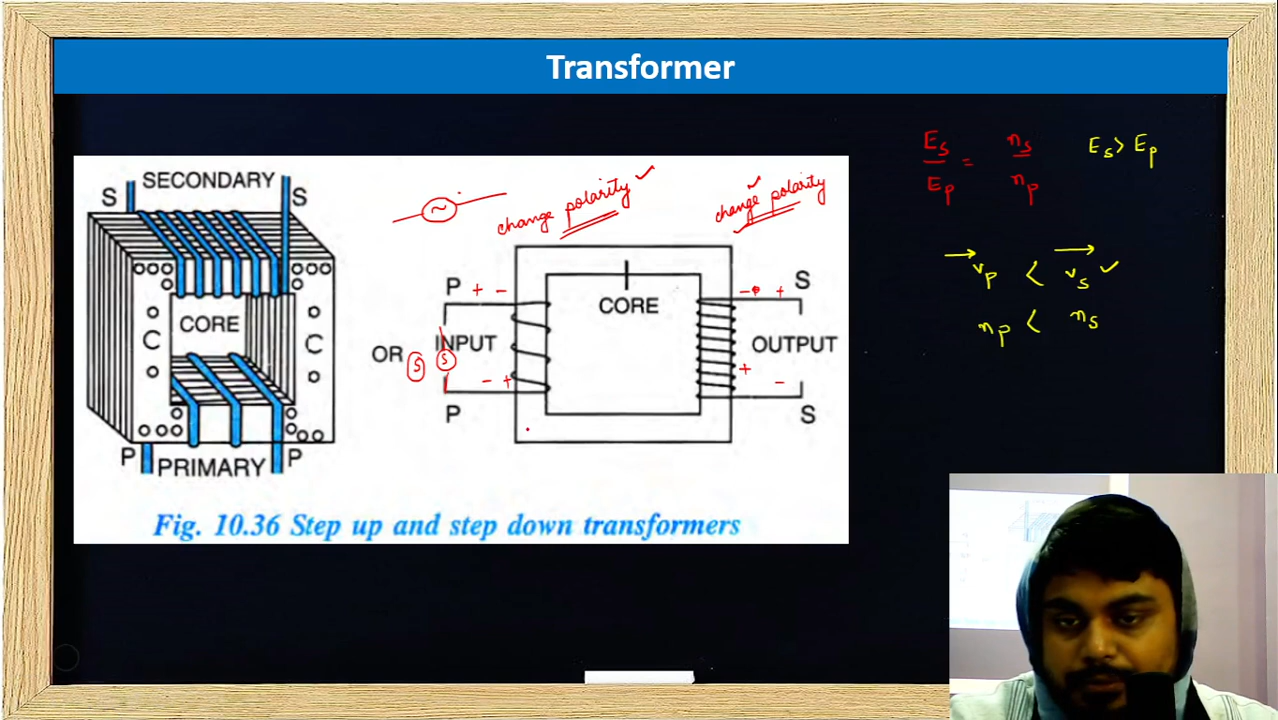 Transformer
SECONDARY
S
S
CORE
C
C
P
PRIMARY
P
~
change polarity ✓
change polarity
P + −
INPUT
OR
S
S
− +
P
CORE
− + S
OUTPUT
+ −
S
Fig. 10.36 Step up and step down transformers
Es/Ep = ns/np
Es > Ep
vp < vs ✓
np < ns